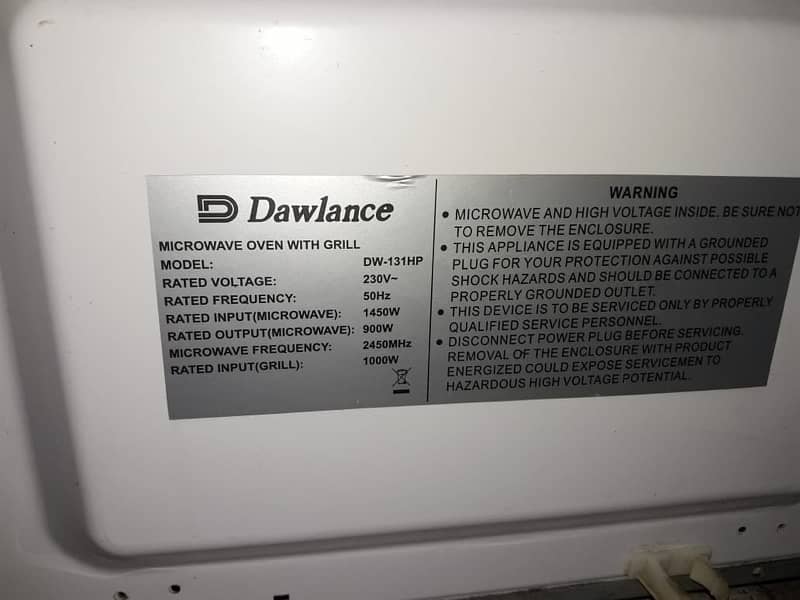 Dawlance
MICROWAVE OVEN WITH GRILL
MODEL: DW-131HP
RATED VOLTAGE: 230V~
RATED FREQUENCY: 50Hz
RATED INPUT(MICROWAVE): 1450W
RATED OUTPUT(MICROWAVE): 900W
MICROWAVE FREQUENCY: 2450MHz
RATED INPUT(GRILL): 1000W
WARNING
• MICROWAVE AND HIGH VOLTAGE INSIDE. BE SURE NOT
TO REMOVE THE ENCLOSURE.
• THIS APPLIANCE IS EQUIPPED WITH A GROUNDED
PLUG FOR YOUR PROTECTION AGAINST POSSIBLE
SHOCK HAZARDS AND SHOULD BE CONNECTED TO A
PROPERLY GROUNDED OUTLET.
• THIS DEVICE IS TO BE SERVICED ONLY BY PROPERLY
QUALIFIED SERVICE PERSONNEL.
• DISCONNECT POWER PLUG BEFORE SERVICING.
REMOVAL OF THE ENCLOSURE WITH PRODUCT
ENERGIZED COULD EXPOSE SERVICEMEN TO
HAZARDOUS HIGH VOLTAGE POTENTIAL.